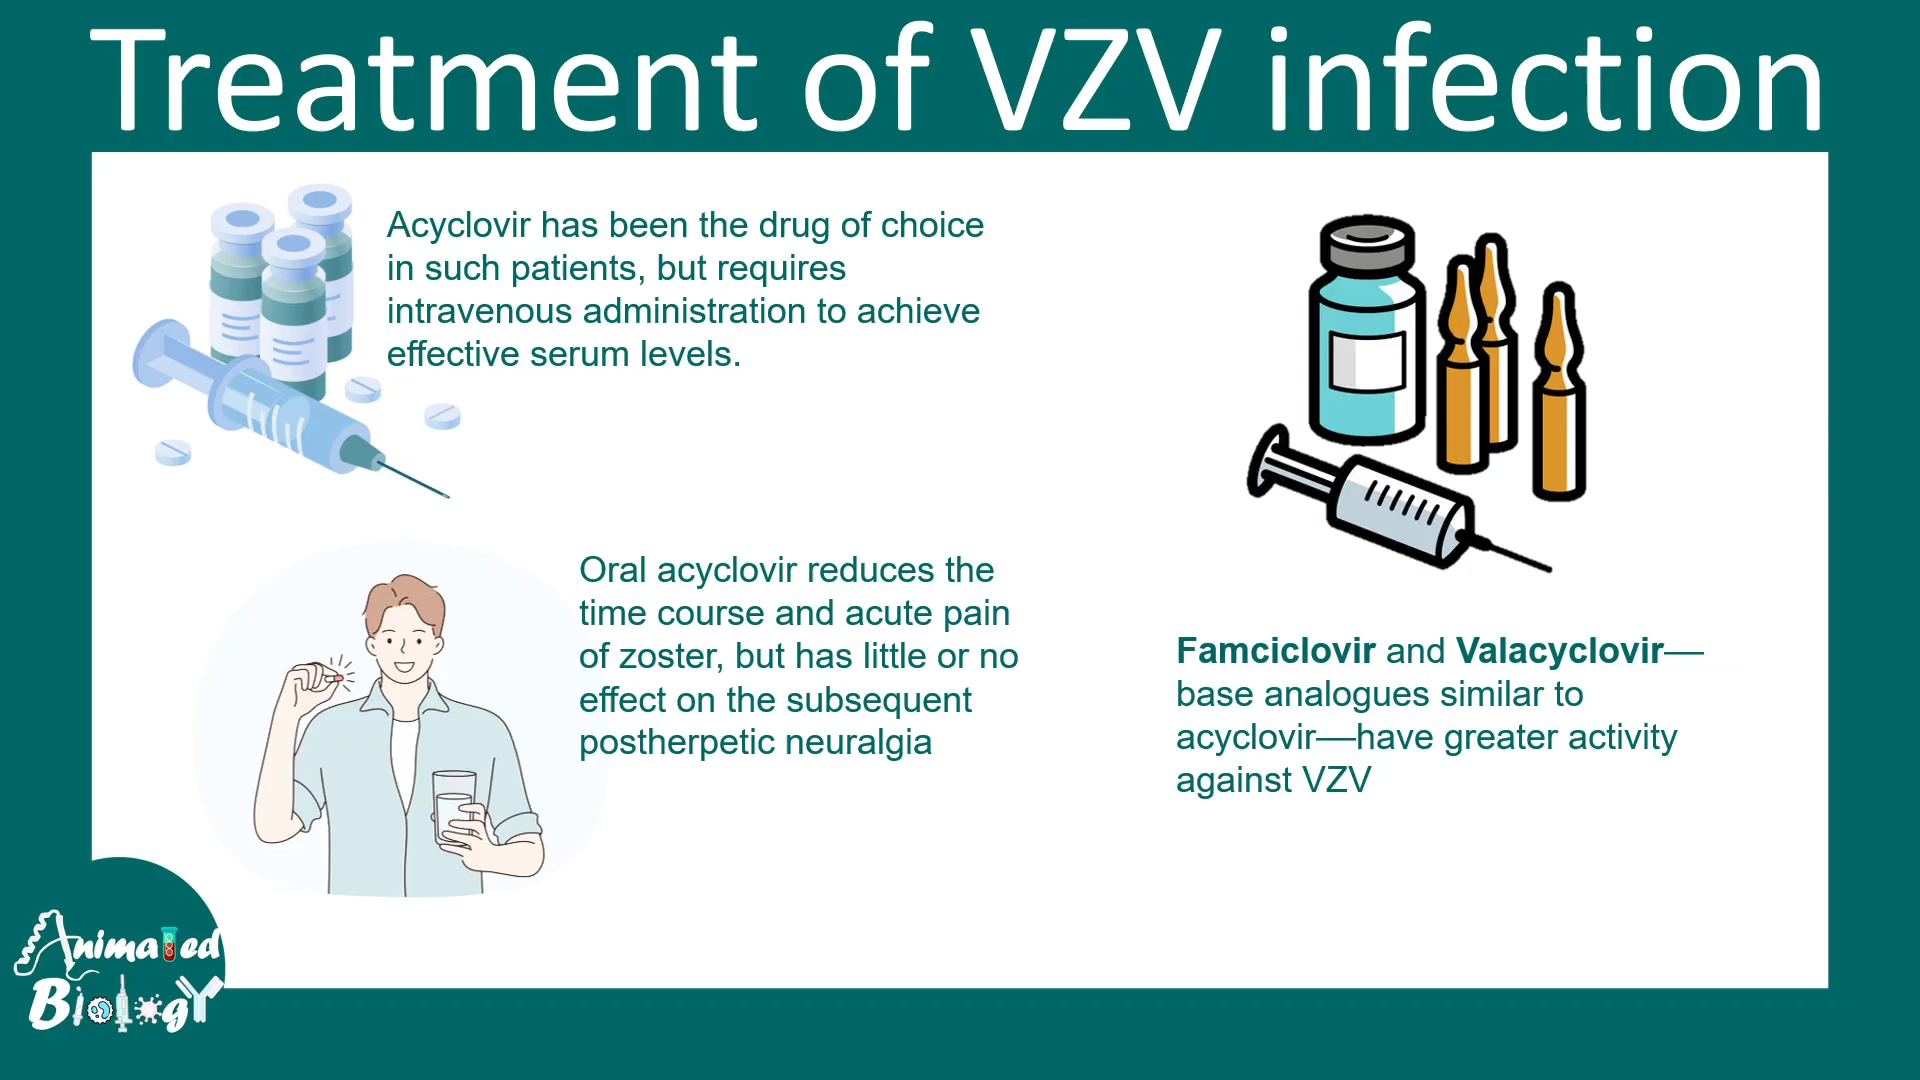 Treatment of VZV infection
Acyclovir has been the drug of choice
in such patients, but requires
intravenous administration to achieve
effective serum levels.
Oral acyclovir reduces the
time course and acute pain
of zoster, but has little or no
effect on the subsequent
postherpetic neuralgia
Famciclovir and Valacyclovir—
base analogues similar to
acyclovir—have greater activity
against VZV
Animated
Biology